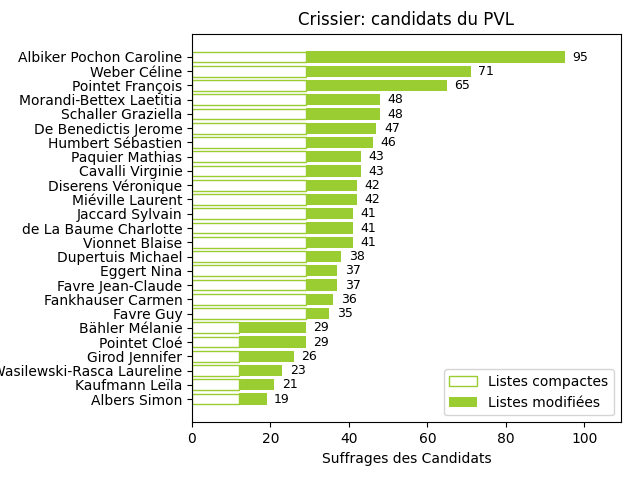 Crissier: candidats du PVL
Albiker Pochon Caroline 95
Weber Céline 71
Pointet François 65
Morandi-Bettex Laetitia 48
Schaller Graziella 48
De Benedictis Jerome 47
Humbert Sébastien 46
Paquier Mathias 43
Cavalli Virginie 43
Diserens Véronique 42
Miéville Laurent 42
Jaccard Sylvain 41
de La Baume Charlotte 41
Vionnet Blaise 41
Dupertuis Michael 38
Eggert Nina 37
Favre Jean-Claude 37
Fankhauser Carmen 36
Favre Guy 35
Bähler Mélanie 29
Pointet Cloé 29
Girod Jennifer 26
Wasilewski-Rasca Laureline 23
Kaufmann Leïla 21
Albers Simon 19
Listes compactes
Listes modifiées
0 20 40 60 80 100
Suffrages des Candidats